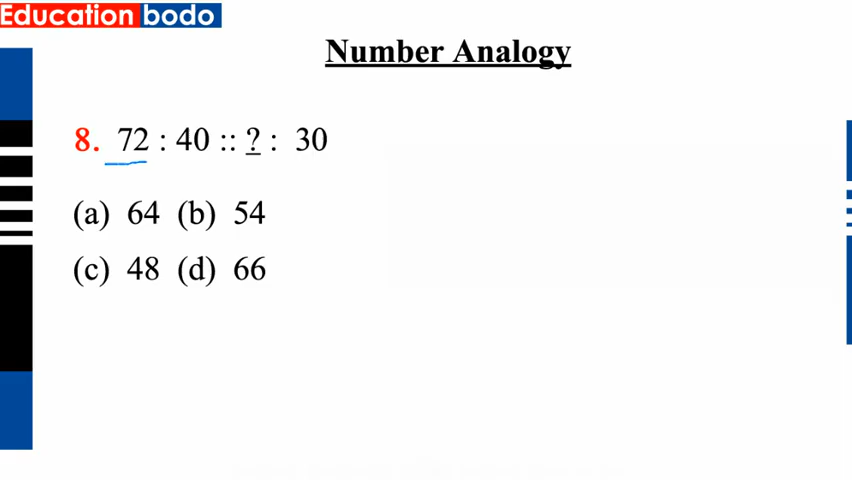 Education bodo
Number Analogy
8. 72 : 40 :: ? : 30
(a) 64 (b) 54
(c) 48 (d) 66